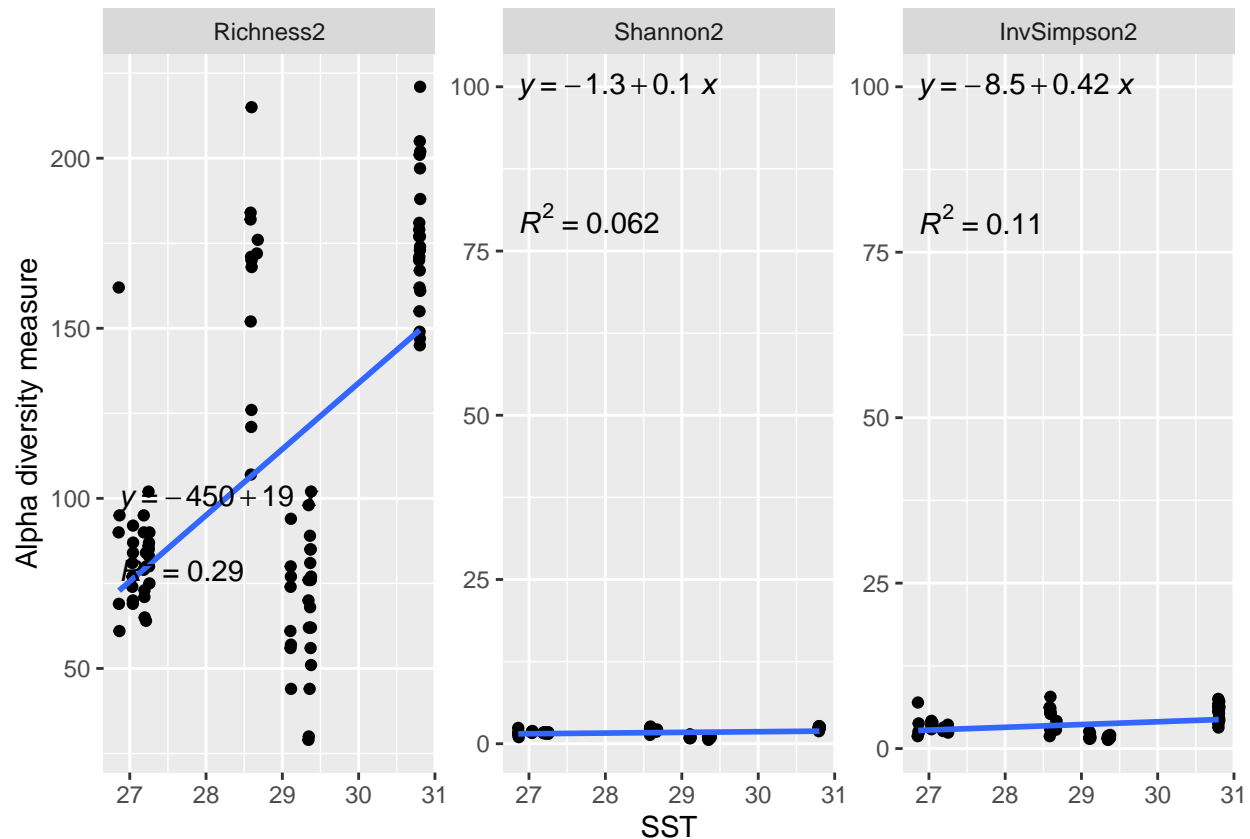 Richness2
Shannon2
InvSimpson2
Alpha diversity measure
200
150
100
50
y = −450 + 19
= 0.29
27 28 29 30 31
100
75
50
25
0
y = −1.3 + 0.1 x
R² = 0.062
27 28 29 30 31
100
75
50
25
0
y = −8.5 + 0.42 x
R² = 0.11
27 28 29 30 31
SST